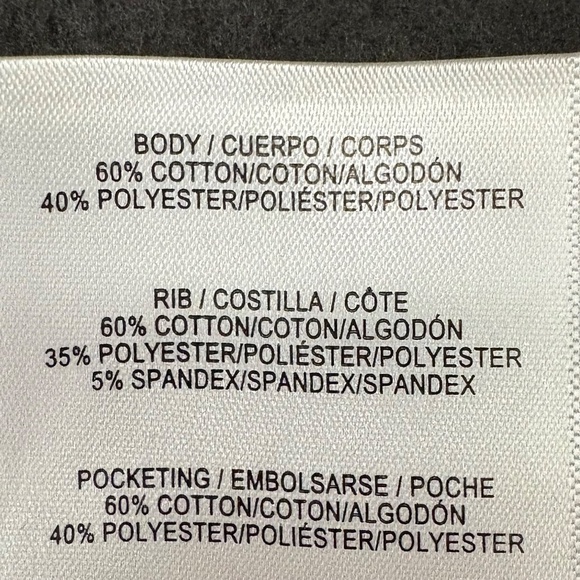 BODY / CUERPO / CORPS
60% COTTON/COTON/ALGODÓN
40% POLYESTER/POLIÉSTER/POLYESTER
RIB / COSTILLA / CÔTE
60% COTTON/COTON/ALGODÓN
35% POLYESTER/POLIÉSTER/POLYESTER
5% SPANDEX/SPANDEX/SPANDEX
POCKETING / EMBOLSARSE / POCHE
60% COTTON/COTON/ALGODÓN
40% POLYESTER/POLIÉSTER/POLYESTER